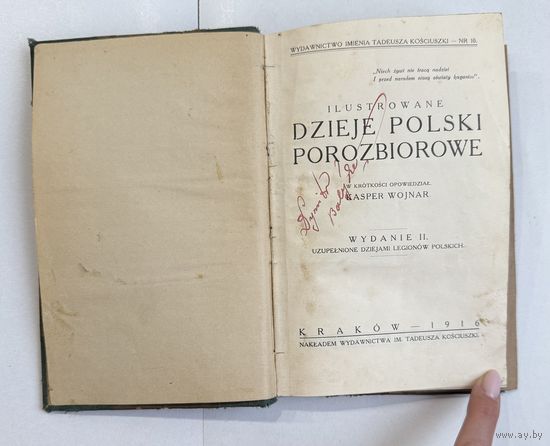 WYDAWNICTWO IMIENIA TADEUSZA KOŚCIUSZKI — NR 10.
„Niech żywi nie tracą nadziei
I przed narodem niosą oświaty kaganiec”.
ILUSTROWANE
DZIEJE POLSKI
POROZBIOROWE
W KRÓTKOŚCI OPOWIEDZIAŁ
KASPER WOJNAR
WYDANIE II.
UZUPEŁNIONE DZIEJAMI LEGIONÓW POLSKICH.
KRAKÓW — 1916
NAKŁADEM WYDAWNICTWA IM. TADEUSZA KOŚCIUSZKI.
www.ay.by